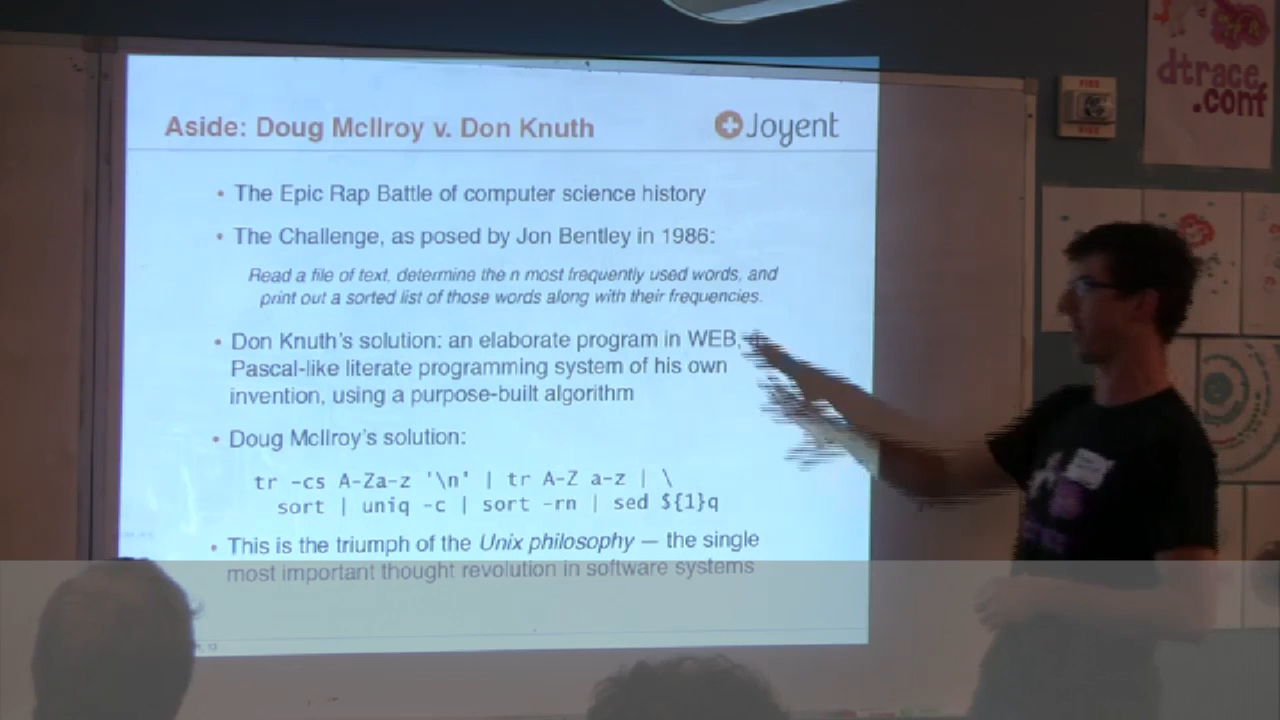 Aside: Doug McIlroy v. Don Knuth
Joyent
• The Epic Rap Battle of computer science history
• The Challenge, as posed by Jon Bentley in 1986:
Read a file of text, determine the n most frequently used words, and
print out a sorted list of those words along with their frequencies.
• Don Knuth's solution: an elaborate program in WEB, a
Pascal-like literate programming system of his own
invention, using a purpose-built algorithm
• Doug McIlroy's solution:
tr -cs A-Za-z '\n' | tr A-Z a-z | \
sort | uniq -c | sort -rn | sed ${1}q
• This is the triumph of the Unix philosophy — the single
most important thought revolution in software systems
dtrace
.conf
FIRE
FIRE